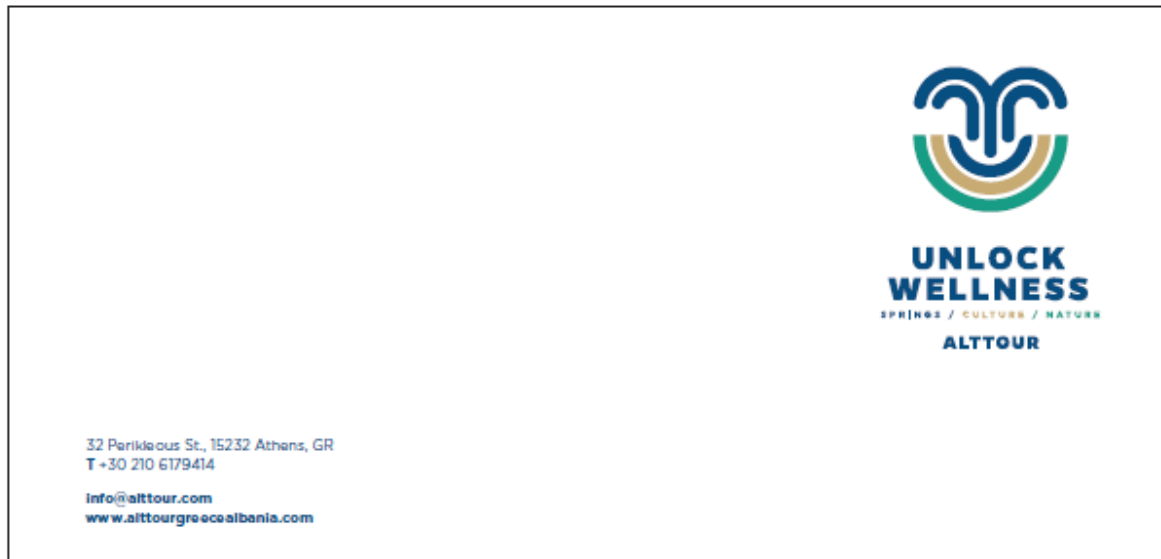 UNLOCK
WELLNESS
SPRINGS / CULTURE / NATURE
ALTTOUR
32 Perikleous St., 15232 Athens, GR
T +30 210 6179414
info@alttour.com
www.alttourgreecealbania.com